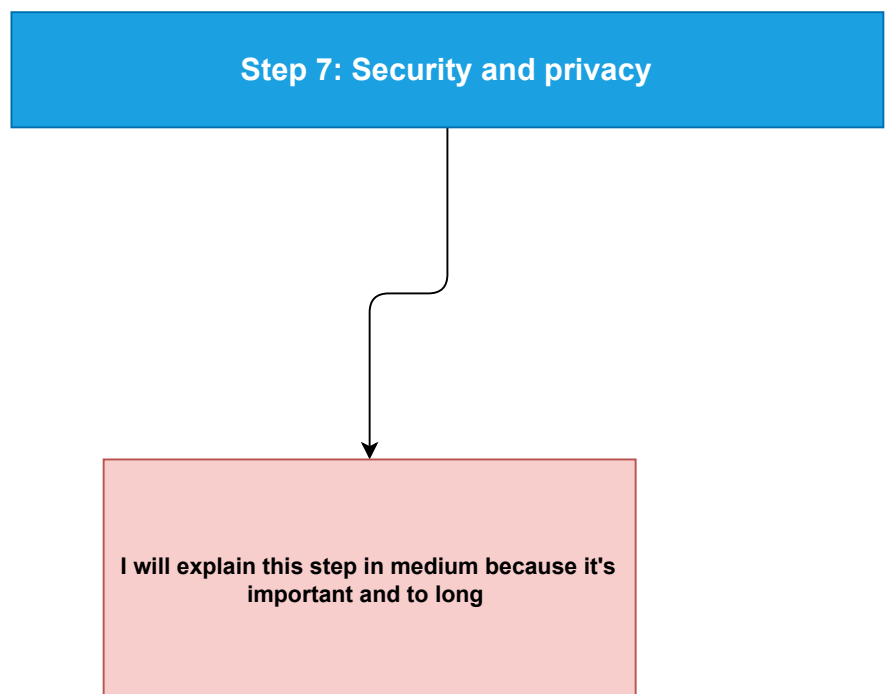 Step 7: Security and privacy
I will explain this step in medium because it's
important and to long